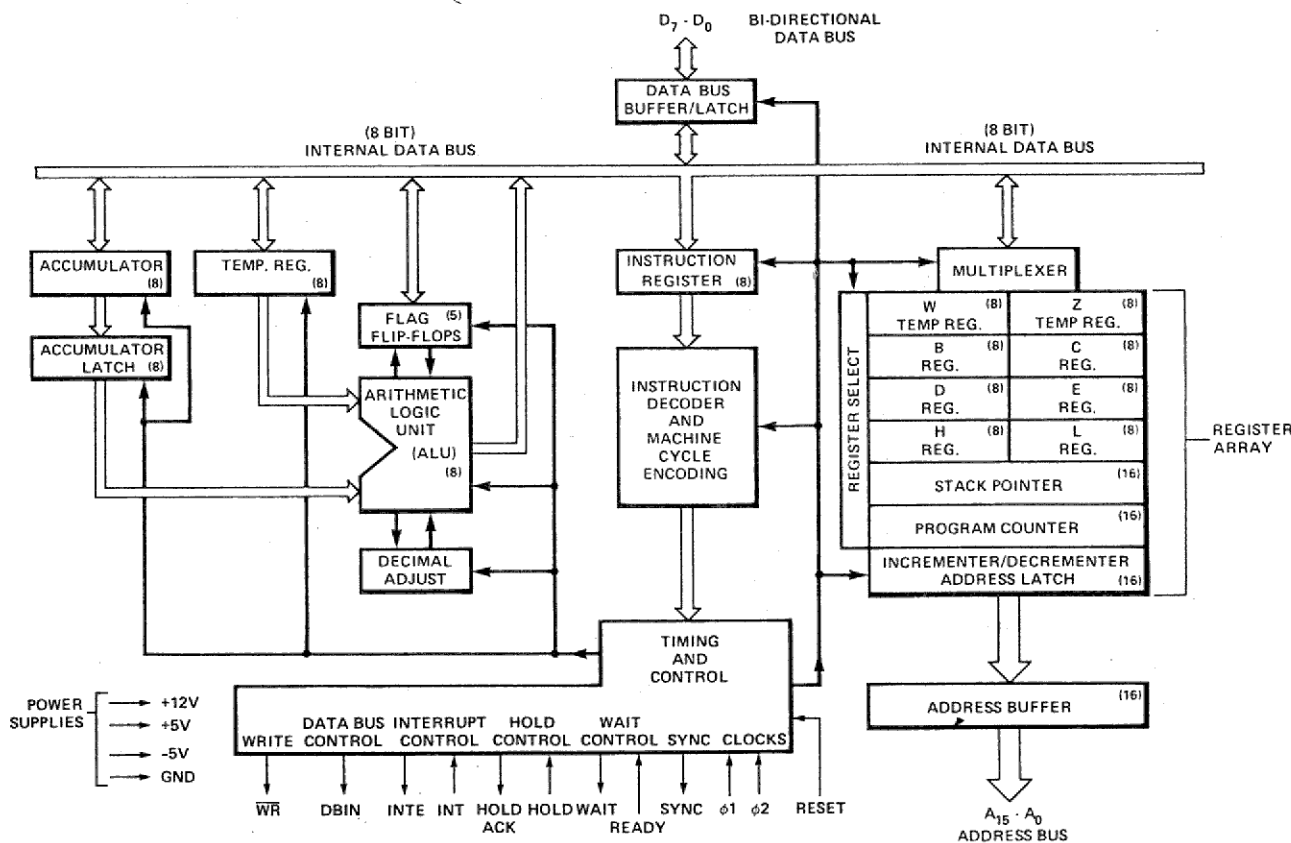 D7 - D0
BI-DIRECTIONAL
DATA BUS
DATA BUS
BUFFER/LATCH
(8 BIT)
INTERNAL DATA BUS
(8 BIT)
INTERNAL DATA BUS
ACCUMULATOR
(8)
TEMP. REG.
(8)
INSTRUCTION
REGISTER (8)
MULTIPLEXER
FLAG (5)
FLIP-FLOPS
ACCUMULATOR
LATCH (8)
ARITHMETIC
LOGIC
UNIT
(ALU)
(8)
DECIMAL
ADJUST
INSTRUCTION
DECODER
AND
MACHINE
CYCLE
ENCODING
REGISTER SELECT
W (8)
TEMP REG.
Z (8)
TEMP REG.
B (8)
REG.
C (8)
REG.
D (8)
REG.
E (8)
REG.
H (8)
REG.
L (8)
REG.
STACK POINTER (16)
PROGRAM COUNTER (16)
INCREMENTER/DECREMENTER
ADDRESS LATCH (16)
REGISTER
ARRAY
TIMING
AND
CONTROL
ADDRESS BUFFER (16)
POWER
SUPPLIES
+12V
+5V
-5V
GND
WRITE
DATA BUS
CONTROL
INTERRUPT
CONTROL
HOLD
CONTROL
WAIT
CONTROL
SYNC
CLOCKS
W̅R̅
DBIN
INTE
INT
HOLD
ACK
HOLD
WAIT
READY
SYNC
ϕ1
ϕ2
RESET
A15 - A0
ADDRESS BUS